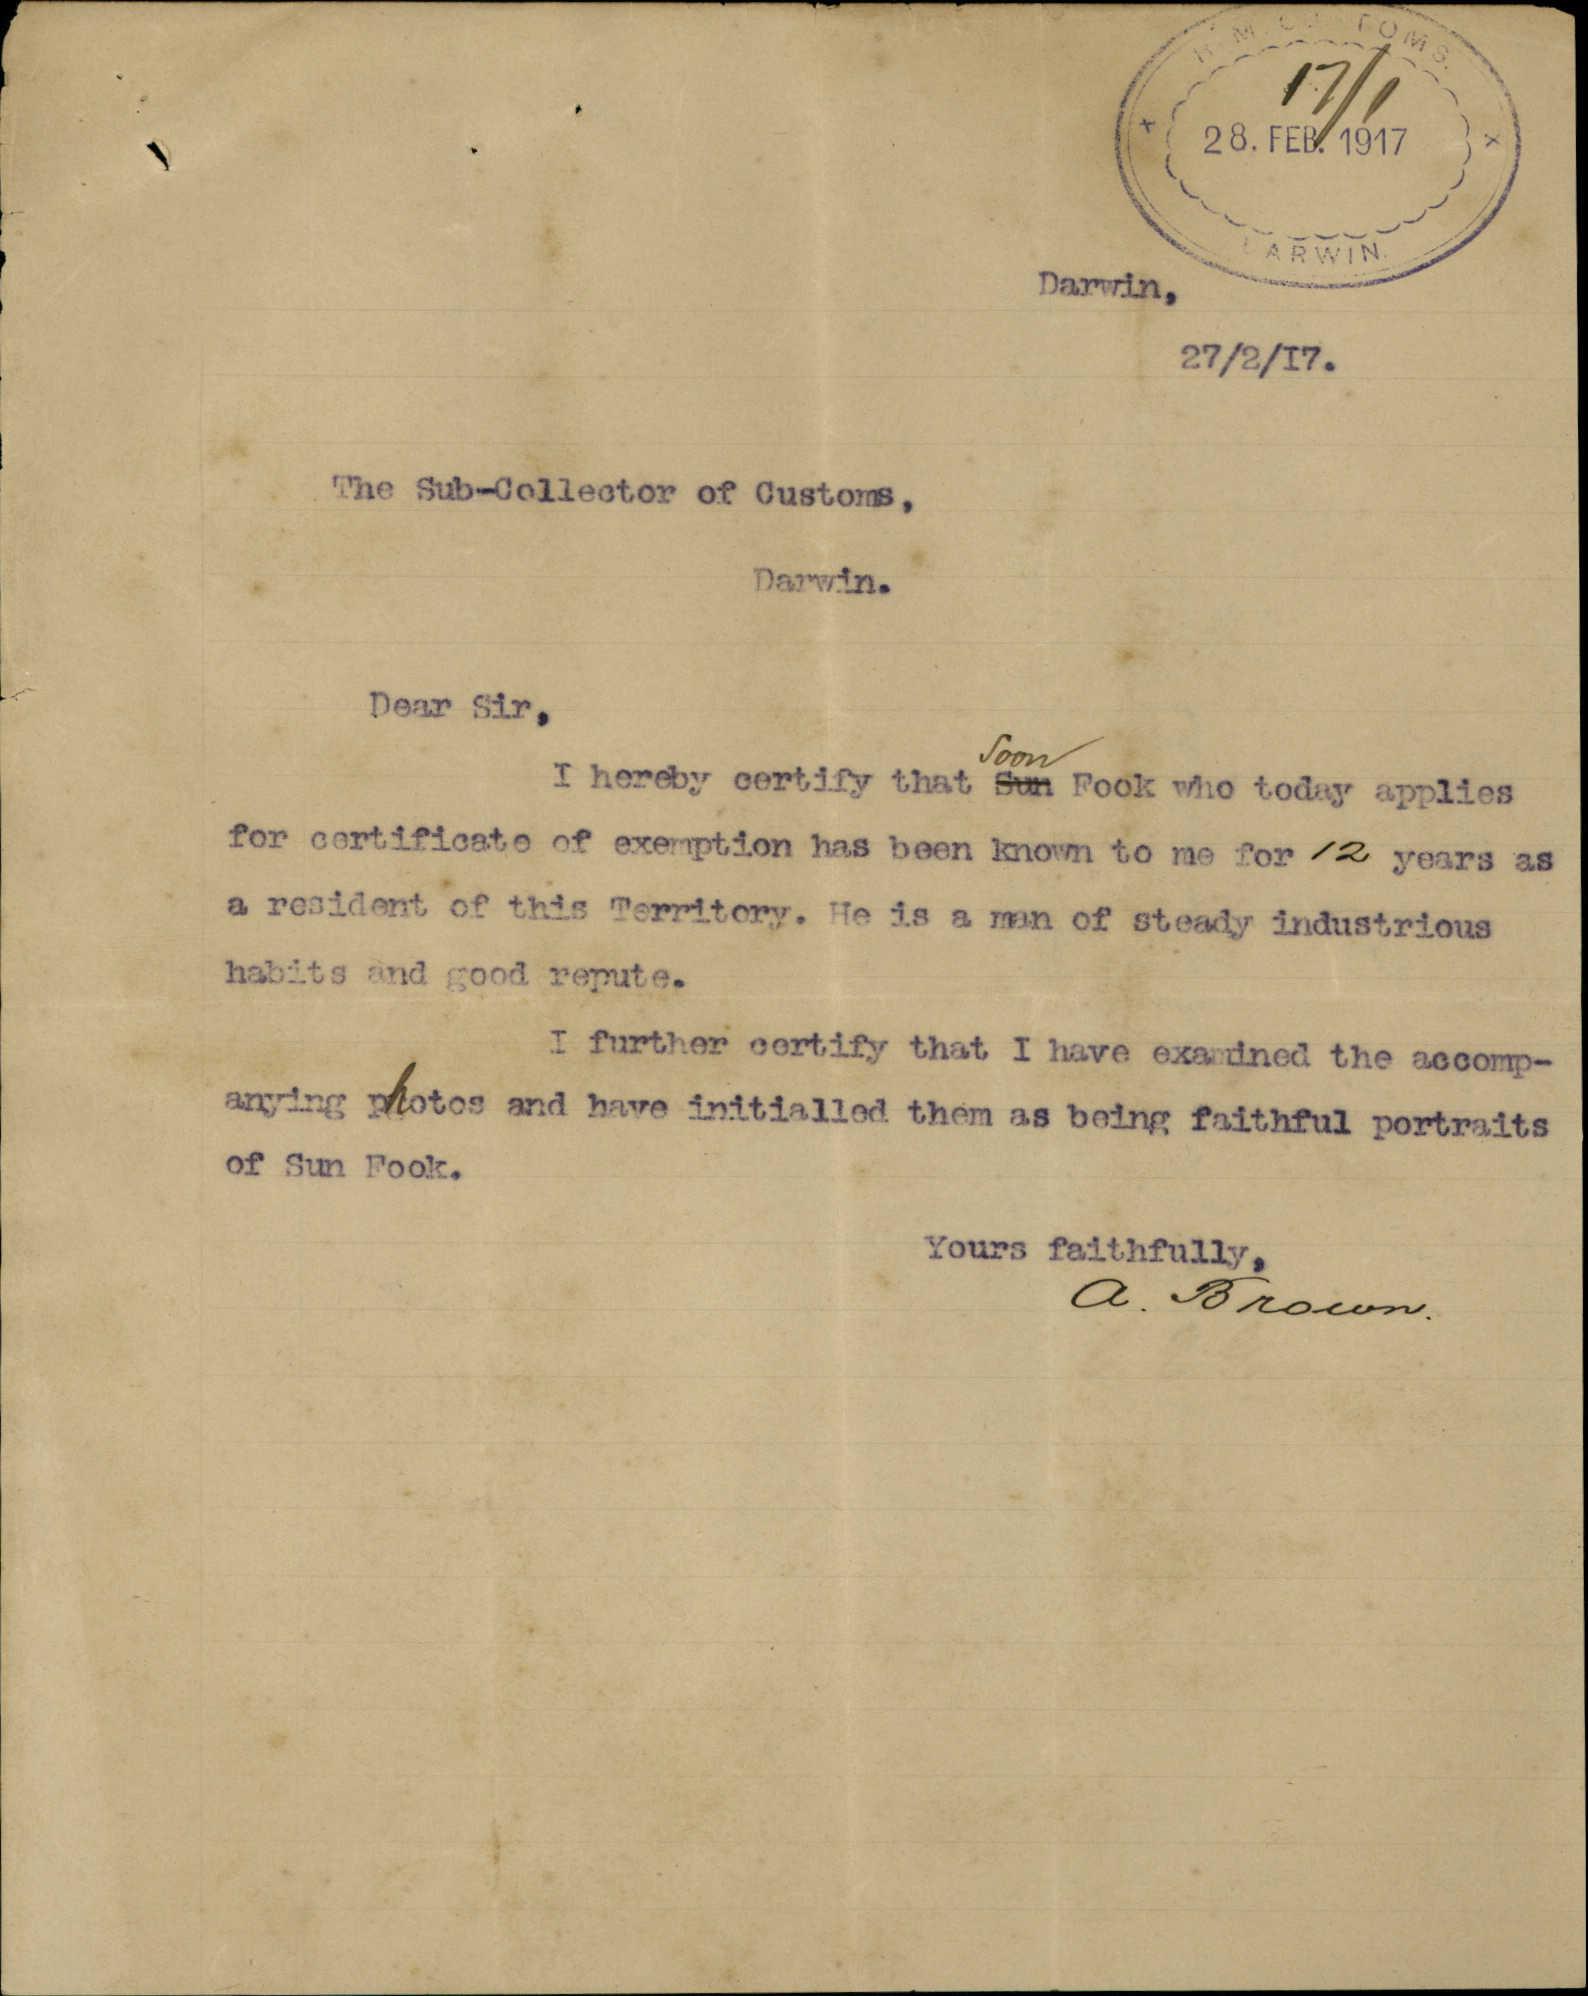 H.M. CUSTOMS.
17/1
28. FEB. 1917
DARWIN.
Darwin,
27/2/I7.
The Sub-Collector of Customs,
Darwin.
Dear Sir,
Soon
I hereby certify that Sun Fook who today applies
for certificate of exemption has been known to me for 12 years as
a resident of this Territory. He is a man of steady industrious
habits and good repute.
I further certify that I have examined the accomp-
anying photos and have initialled them as being faithful portraits
of Sun Fook.
Yours faithfully,
A. Brown.